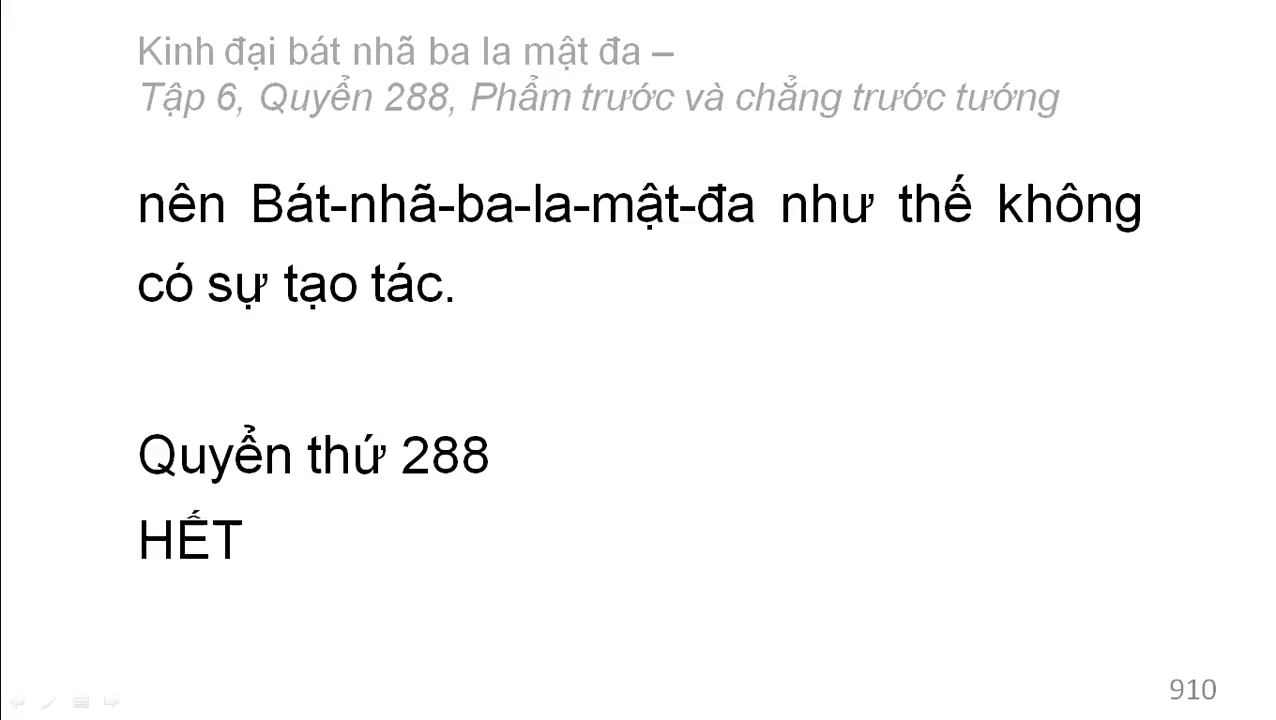 Kinh đại bát nhã ba la mật đa –
Tập 6, Quyển 288, Phẩm trước và chẳng trước tướng
nên Bát-nhã-ba-la-mật-đa như thế không
có sự tạo tác.
Quyển thứ 288
HẾT
910